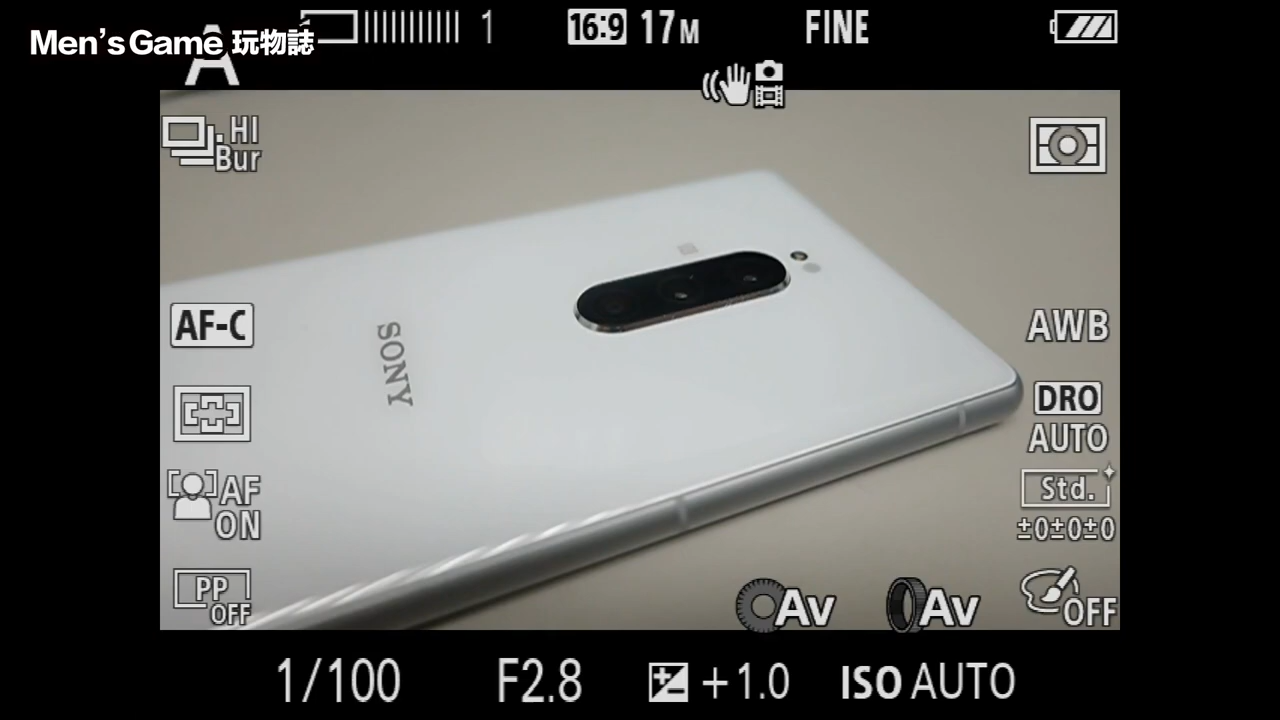 Men's Game 玩物誌
A
1
16:9 17M
FINE
HI
Bur
AF-C
AWB
SONY
DRO
AUTO
AF
ON
Std.
±0±0±0
PP
OFF
Av
Av
OFF
1/100
F2.8
+1.0
ISO AUTO